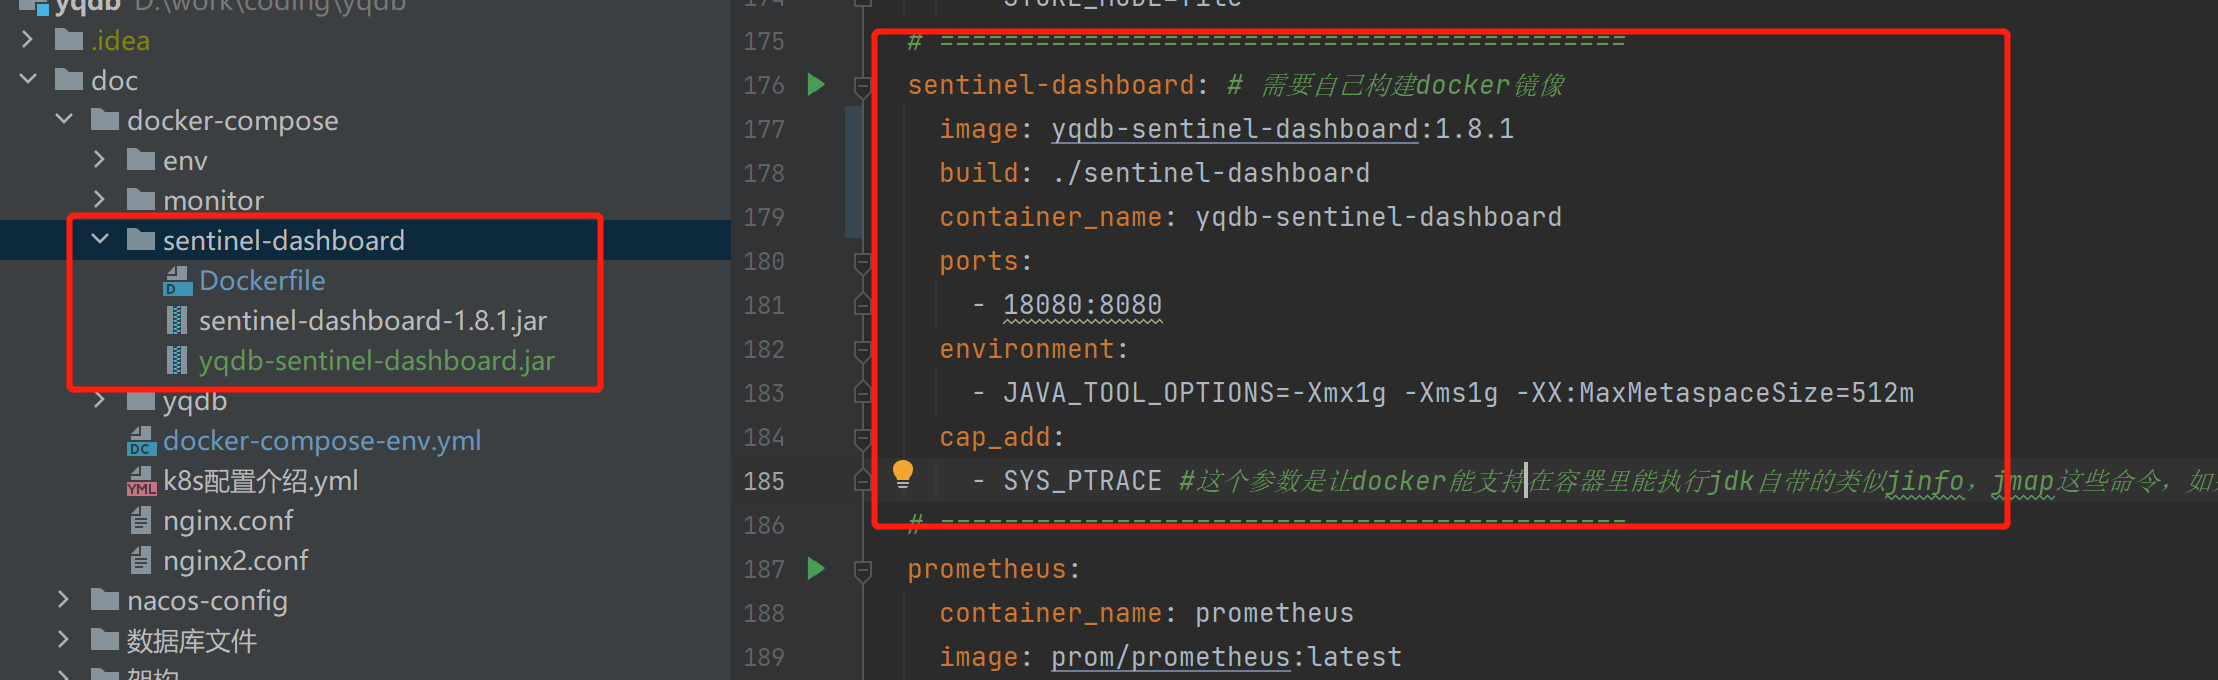 yqdb D:\work\coding\yqdb
.idea
doc
docker-compose
env
monitor
sentinel-dashboard
Dockerfile
sentinel-dashboard-1.8.1.jar
yqdb-sentinel-dashboard.jar
yqdb
docker-compose-env.yml
k8s配置介绍.yml
nginx.conf
nginx2.conf
nacos-config
数据库文件
架构
174 - STORE_MODE=file
175 # ===========================================
176 sentinel-dashboard: # 需要自己构建docker镜像
177 image: yqdb-sentinel-dashboard:1.8.1
178 build: ./sentinel-dashboard
179 container_name: yqdb-sentinel-dashboard
180 ports:
181 - 18080:8080
182 environment:
183 - JAVA_TOOL_OPTIONS=-Xmx1g -Xms1g -XX:MaxMetaspaceSize=512m
184 cap_add:
185 - SYS_PTRACE #这个参数是让docker能支持在容器里能执行jdk自带的类似jinfo，jmap这些命令，如
186 # ===========================================
187 prometheus:
188 container_name: prometheus
189 image: prom/prometheus:latest